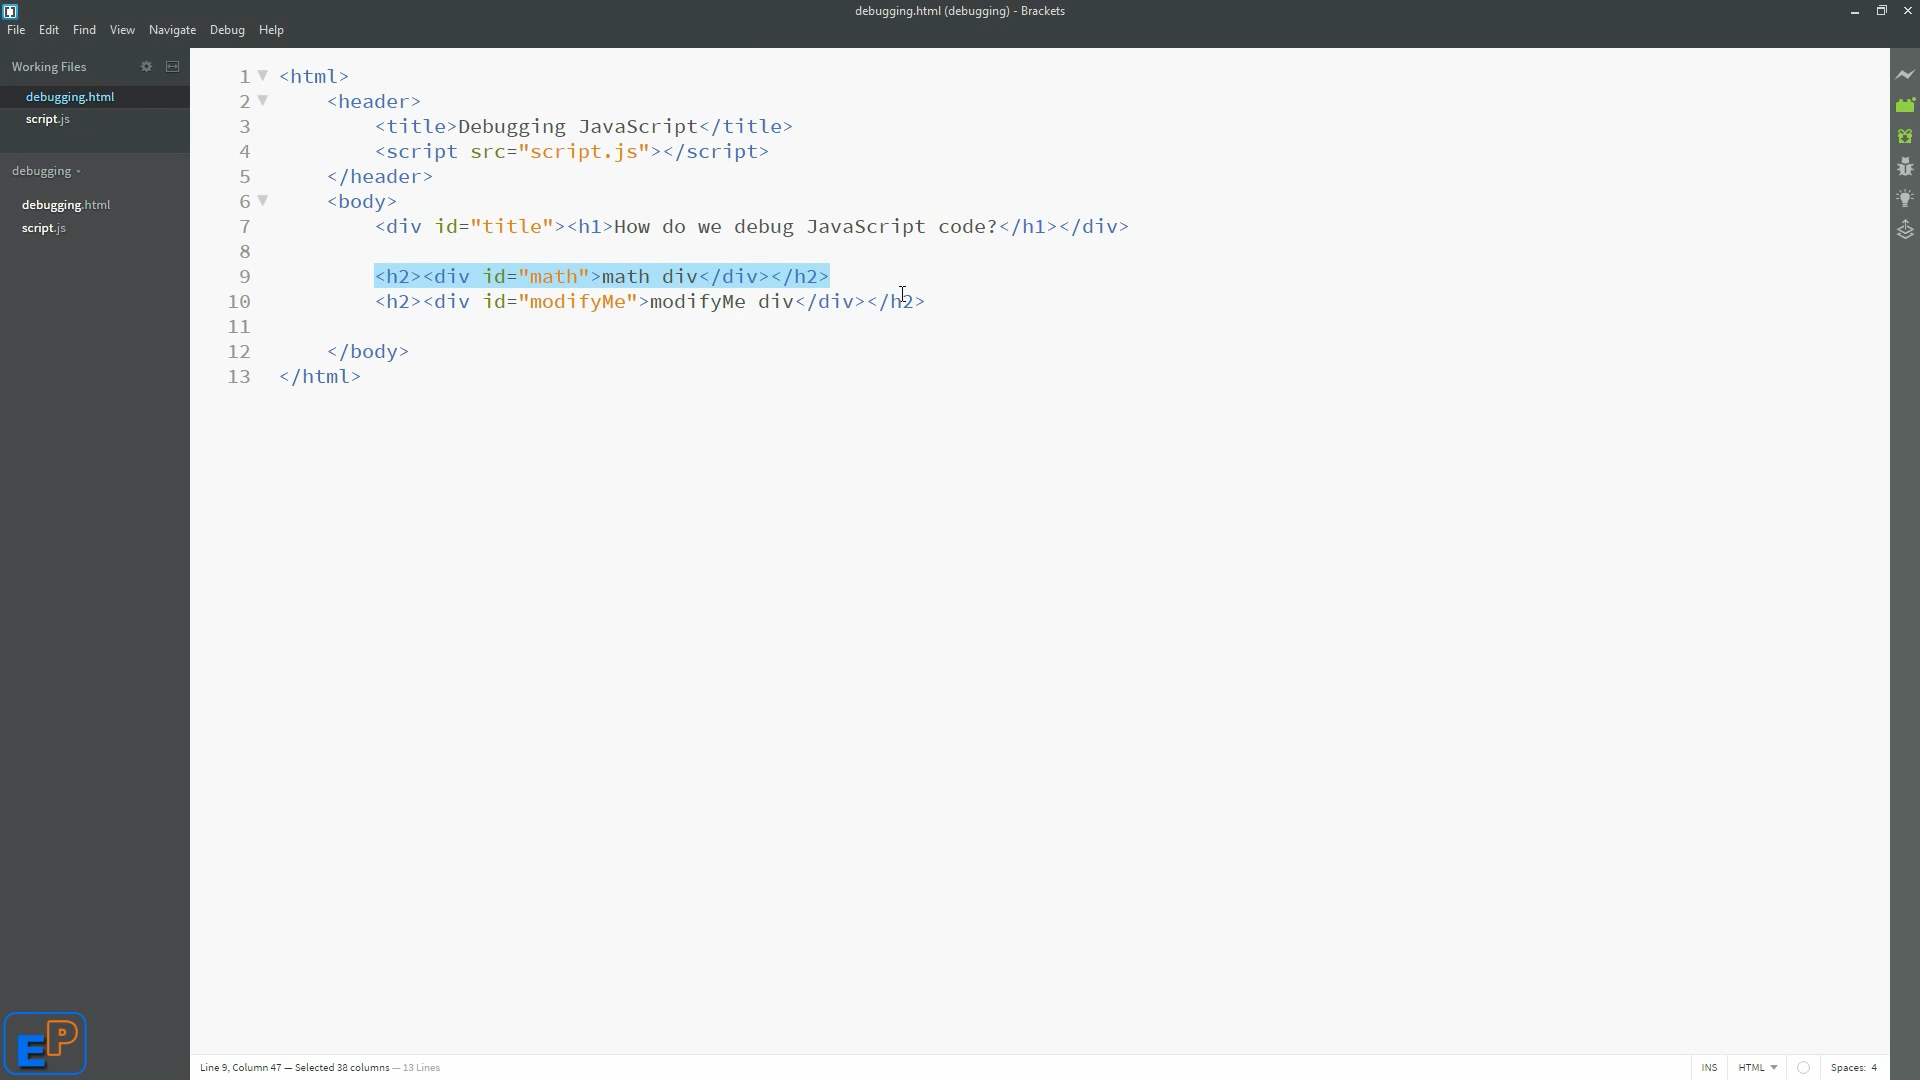 debugging.html (debugging) - Brackets
File Edit Find View Navigate Debug Help
Working Files
debugging.html
script.js
debugging
debugging.html
script.js
1 <html>
2 <header>
3 <title>Debugging JavaScript</title>
4 <script src="script.js"></script>
5 </header>
6 <body>
7 <div id="title"><h1>How do we debug JavaScript code?</h1></div>
8
9 <h2><div id="math">math div</div></h2>
10 <h2><div id="modifyMe">modifyMe div</div></h2>
11
12 </body>
13 </html>
EP
Line 9, Column 47 — Selected 38 columns — 13 Lines
INS HTML Spaces: 4